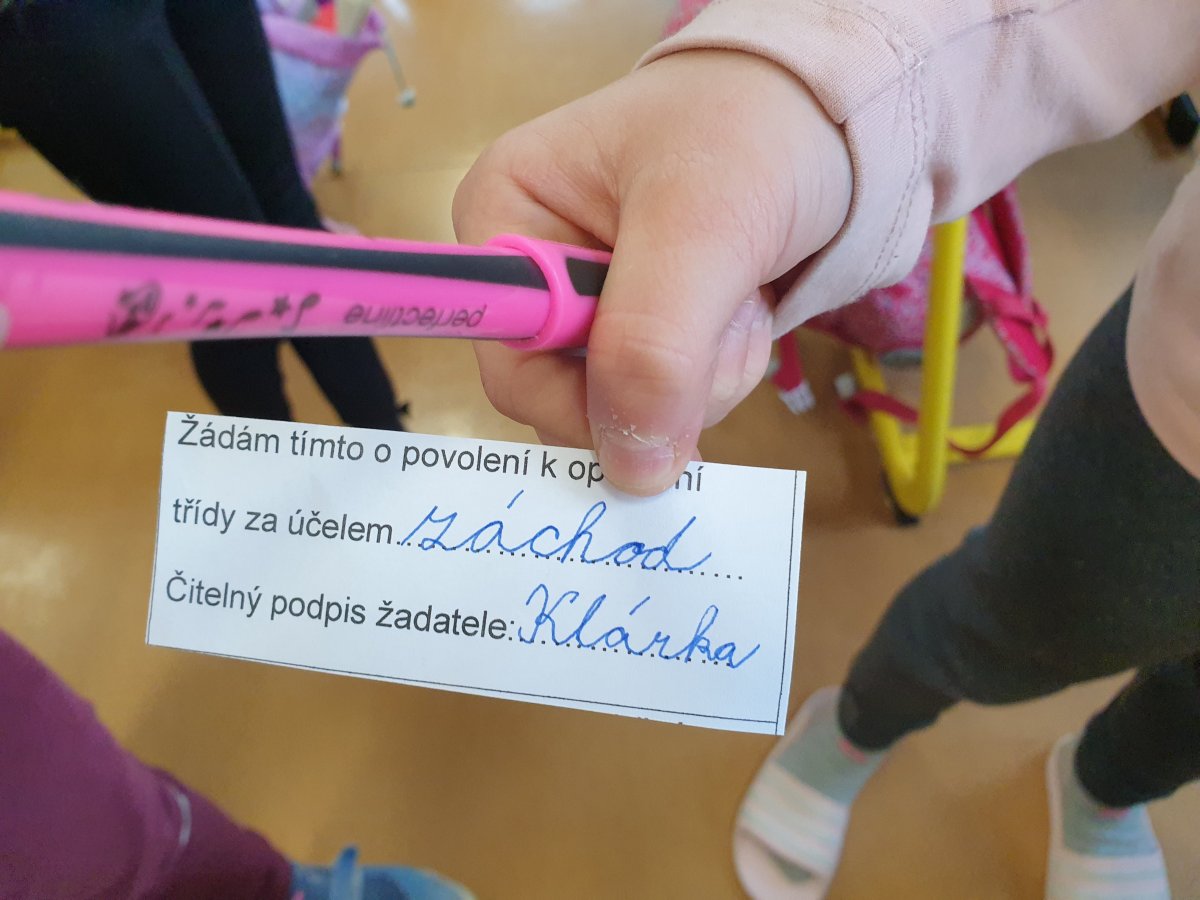 Žádám tímto o povolení k
třídy za účelem záchod
Čitelný podpis žadatele: Klárka
perfectline